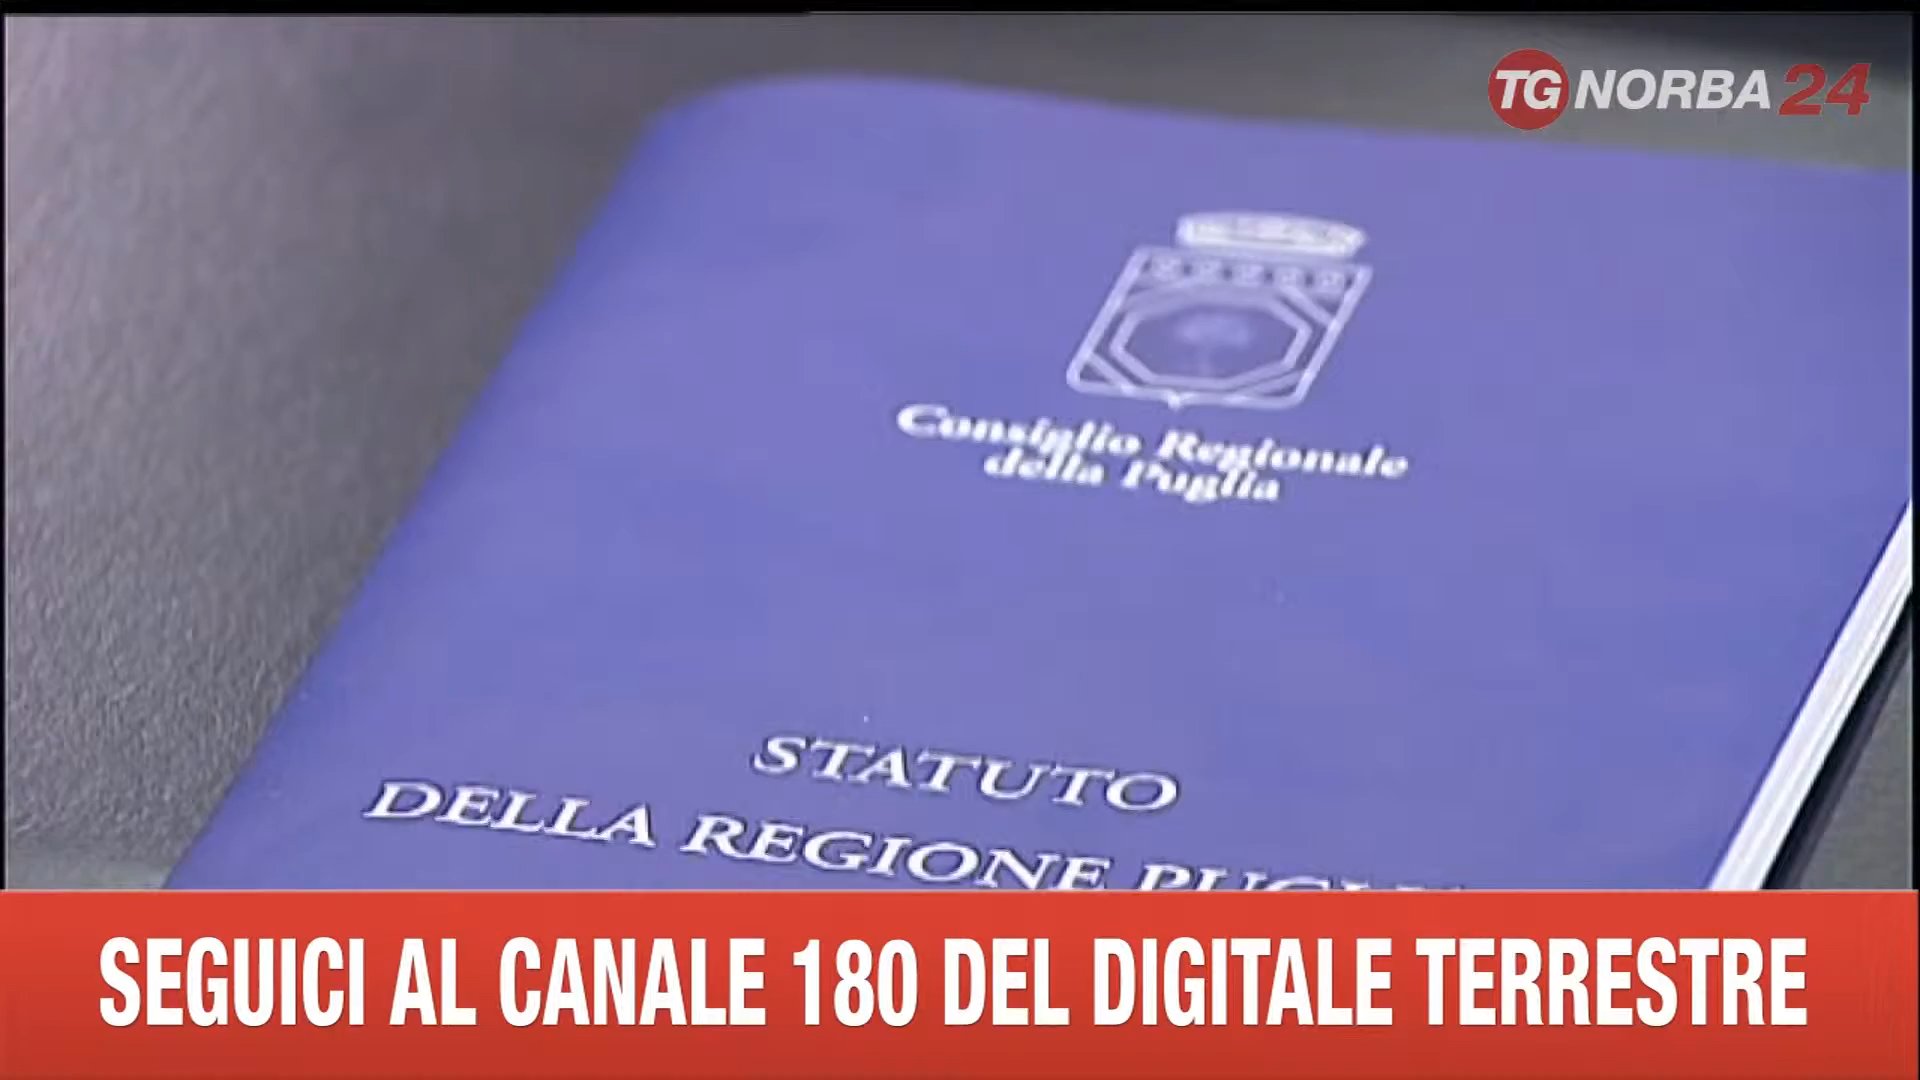 TG NORBA 24
Consiglio Regionale
della Puglia
STATUTO
DELLA REGIONE
SEGUICI AL CANALE 180 DEL DIGITALE TERRESTRE